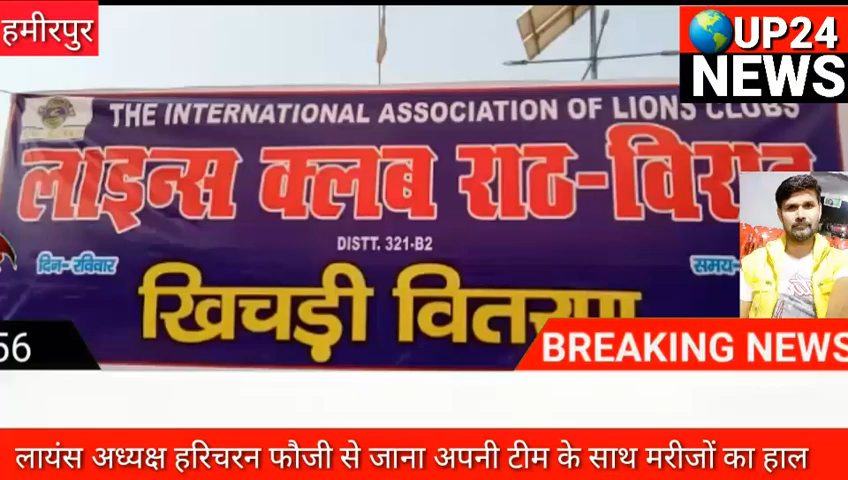 हमीरपुर
UP24
NEWS
THE INTERNATIONAL ASSOCIATION OF LIONS CLUBS
लाइन्स क्लब राठ-विराट
DISTT. 321-B2
दिन- रविवार
समय-
खिचड़ी वितरण
56
BREAKING NEWS
लायंस अध्यक्ष हरिचरन फौजी से जाना अपनी टीम के साथ मरीजों का हाल